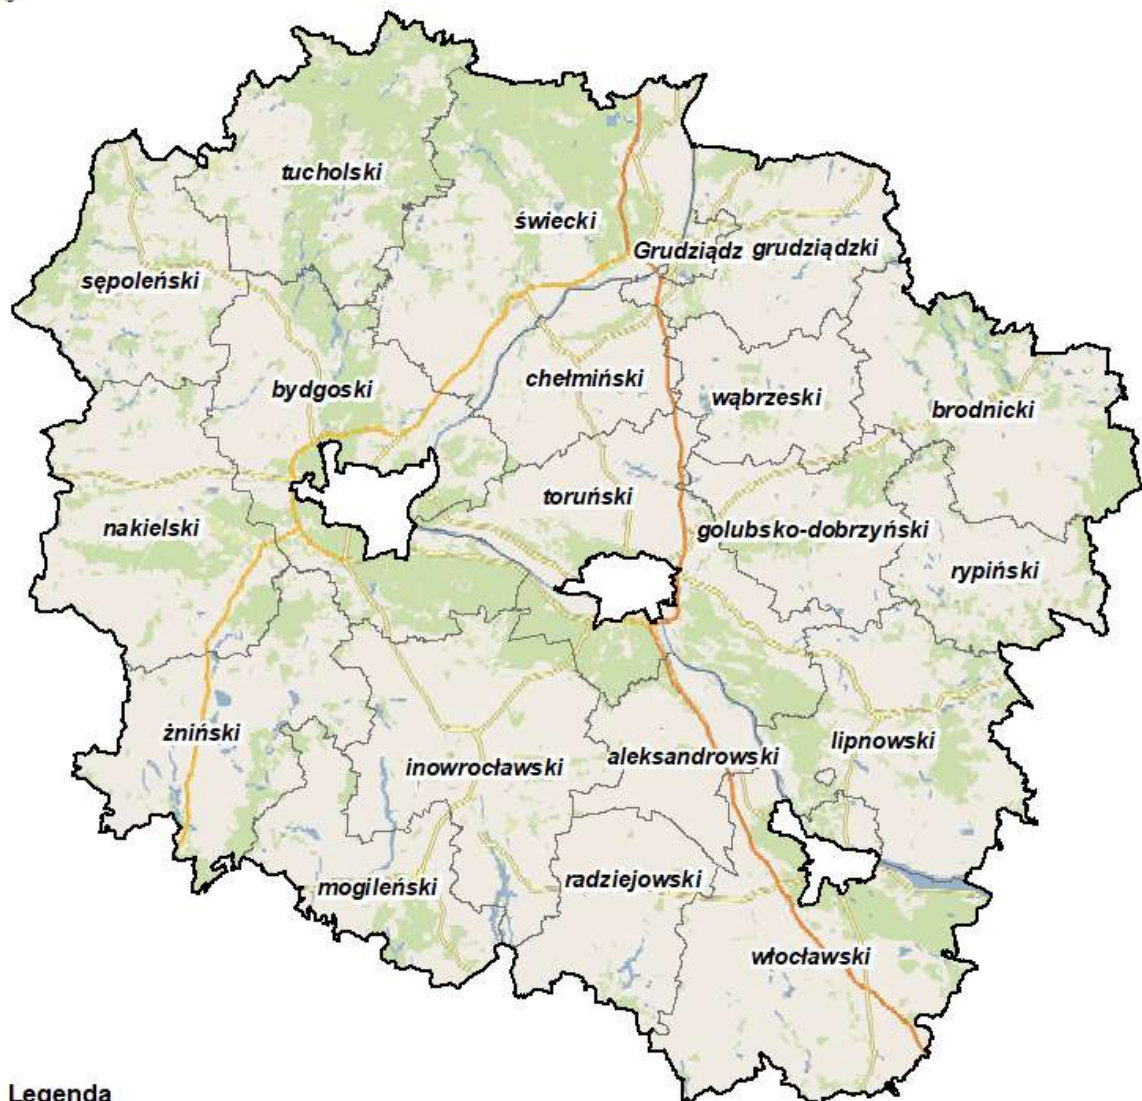 tucholski
świecki
Grudziądz grudziądzki
sępoleński
bydgoski
chełmiński
wąbrzeski
brodnicki
toruński
nakielski
golubsko-dobrzyński
rypiński
żniński
lipnowski
aleksandrowski
inowrocławski
mogileński
radziejowski
włocławski
Legenda